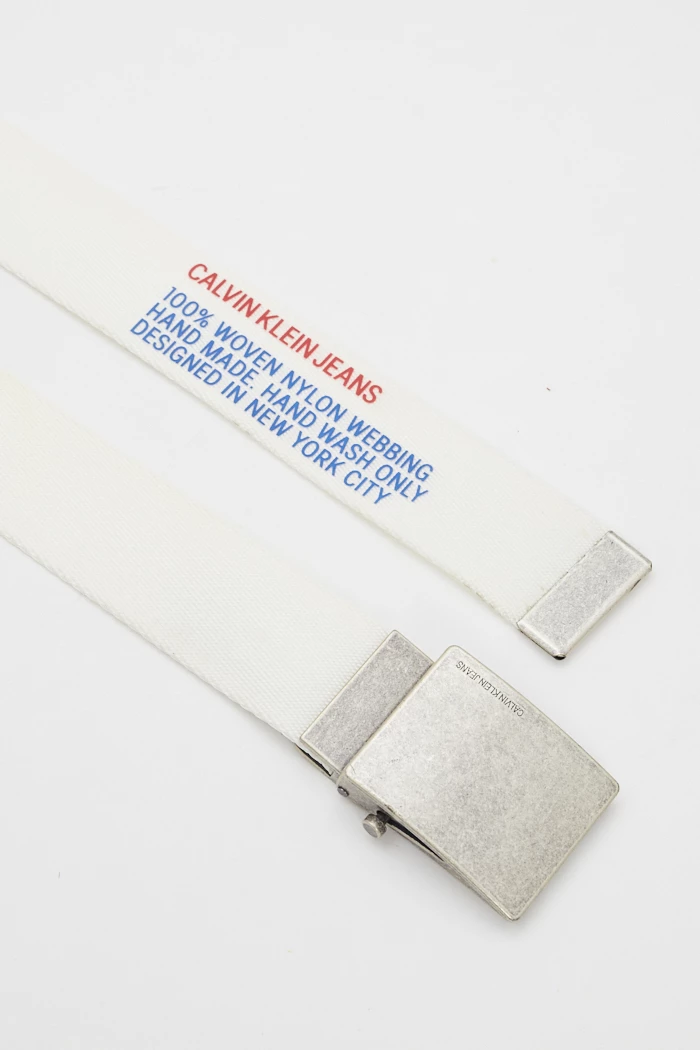 CALVIN KLEIN JEANS
100% WOVEN NYLON WEBBING
HAND MADE. HAND WASH ONLY
DESIGNED IN NEW YORK CITY
CALVIN KLEIN JEANS